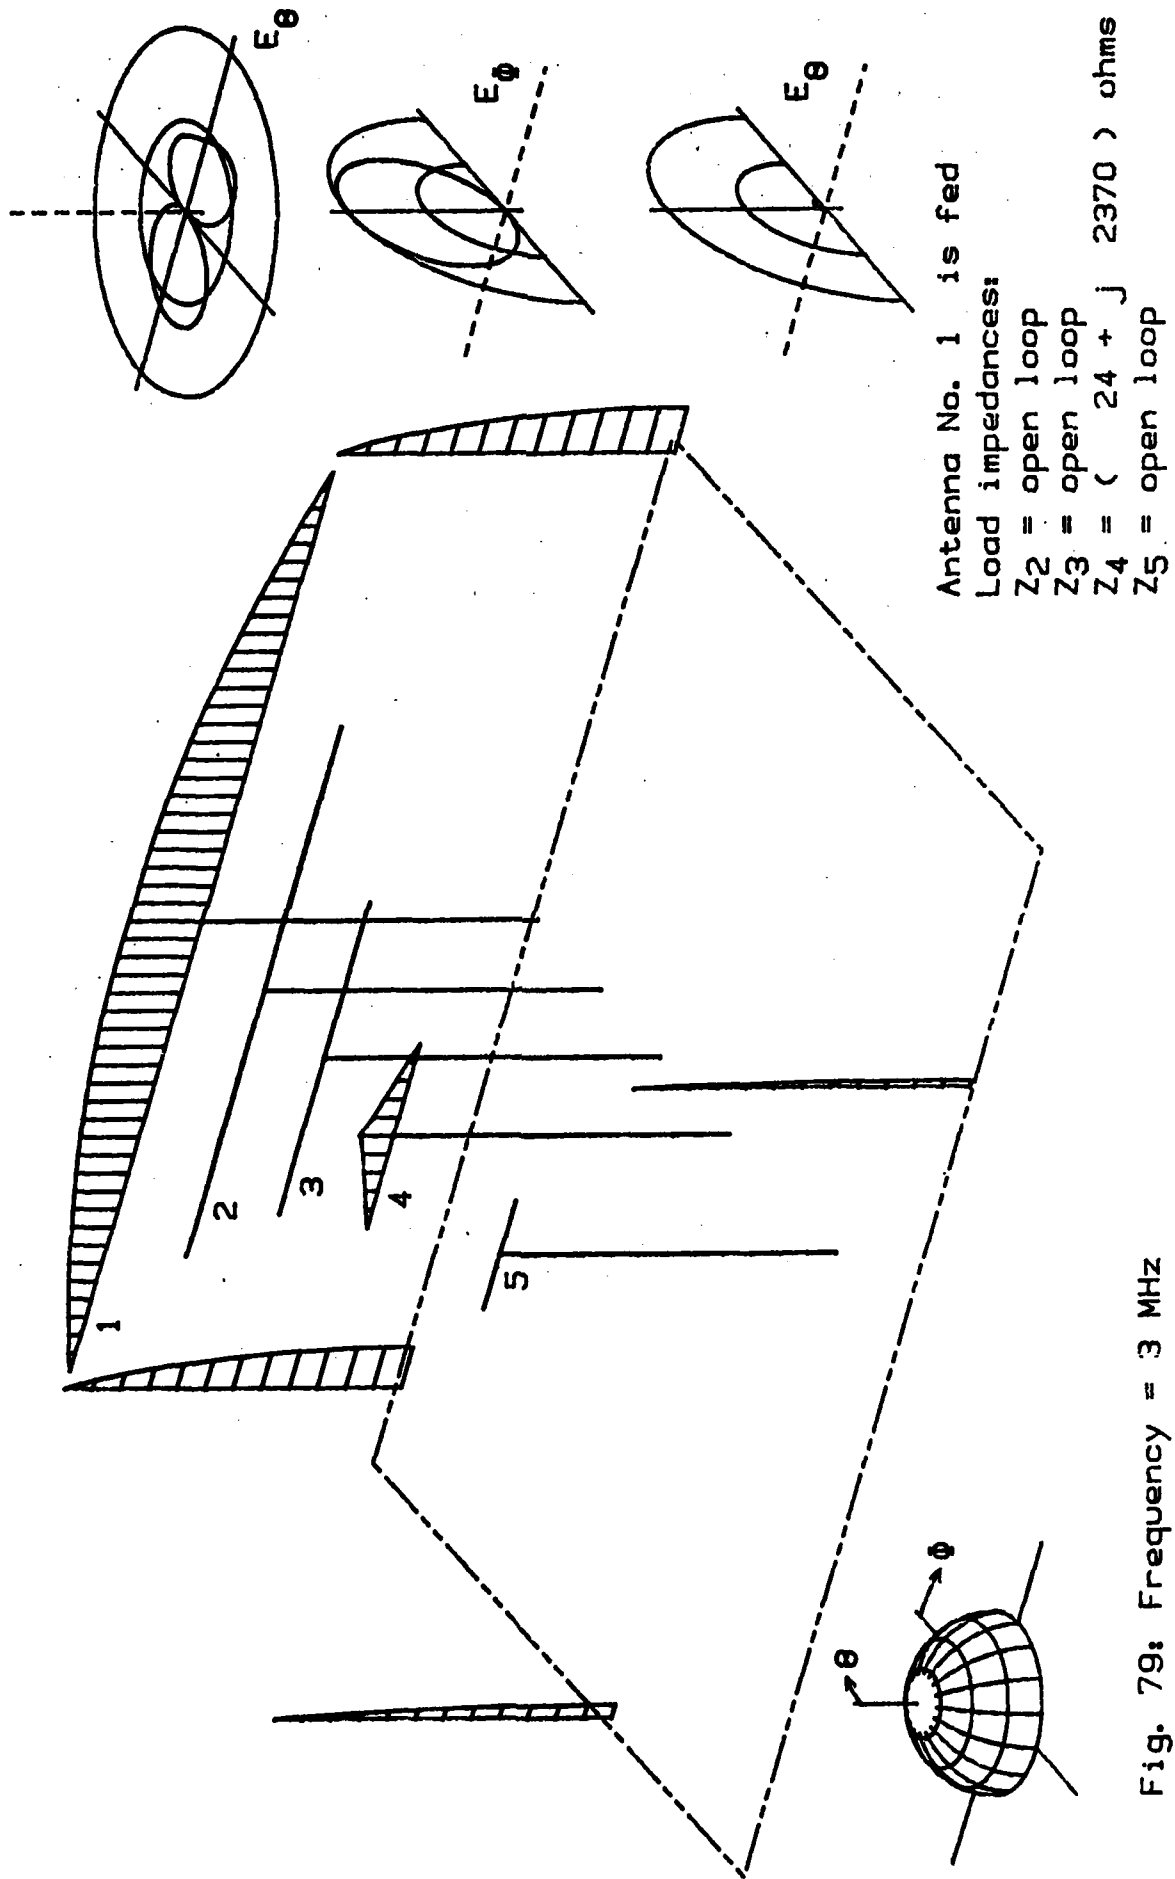 E_Θ
E_Φ
E_Θ
1
2
3
4
5
Θ
Φ
Antenna No. 1 is fed
Load impedances:
Z2 = open loop
Z3 = open loop
Z4 = ( 24 + j 2370 ) ohms
Z5 = open loop
Fig. 79: Frequency = 3 MHz